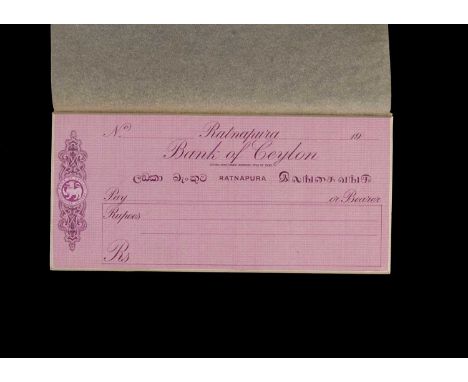 No Ratnapura 19
Bank of Ceylon
ලංකා බැංකුව RATNAPURA இலங்கைவங்கி
Pay or Bearer
Rupees
Rs